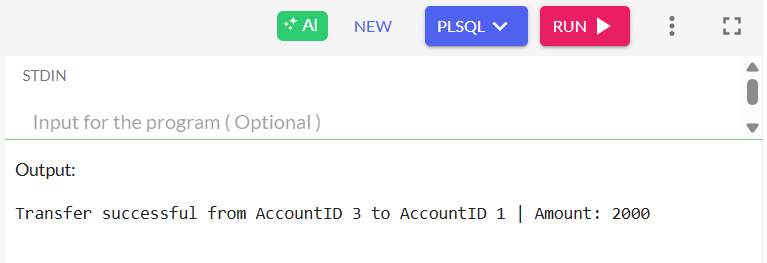 AI NEW PLSQL RUN
STDIN
Input for the program ( Optional )
Output:
Transfer successful from AccountID 3 to AccountID 1 | Amount: 2000